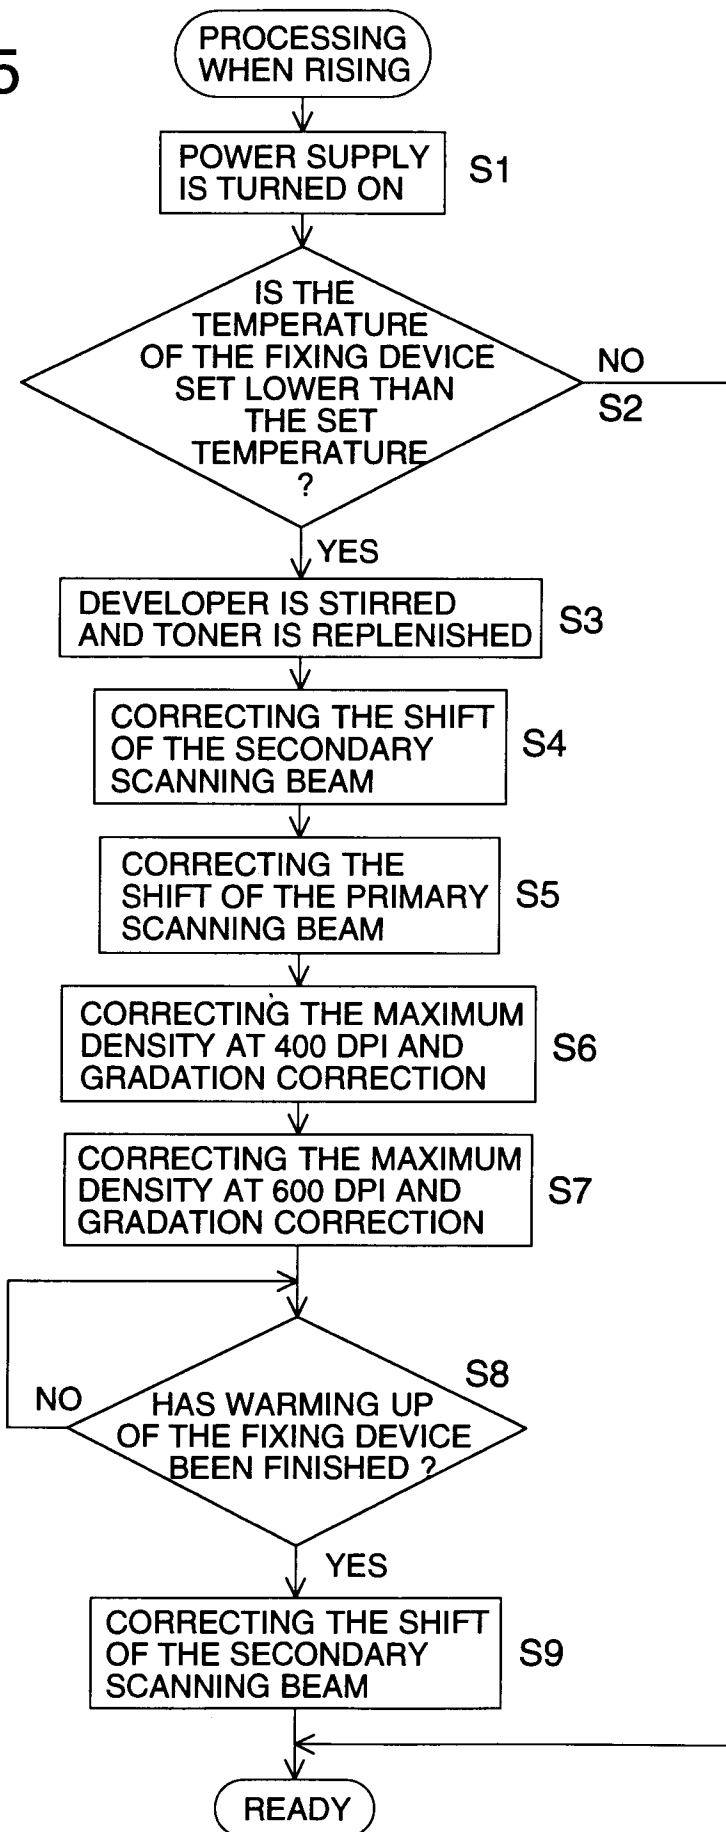 5
PROCESSING
WHEN RISING
POWER SUPPLY
IS TURNED ON
S1
IS THE
TEMPERATURE
OF THE FIXING DEVICE
SET LOWER THAN
THE SET
TEMPERATURE
?
NO
S2
YES
DEVELOPER IS STIRRED
AND TONER IS REPLENISHED
S3
CORRECTING THE SHIFT
OF THE SECONDARY
SCANNING BEAM
S4
CORRECTING THE
SHIFT OF THE PRIMARY
SCANNING BEAM
S5
CORRECTING THE MAXIMUM
DENSITY AT 400 DPI AND
GRADATION CORRECTION
S6
CORRECTING THE MAXIMUM
DENSITY AT 600 DPI AND
GRADATION CORRECTION
S7
S8
NO
HAS WARMING UP
OF THE FIXING DEVICE
BEEN FINISHED ?
YES
CORRECTING THE SHIFT
OF THE SECONDARY
SCANNING BEAM
S9
READY